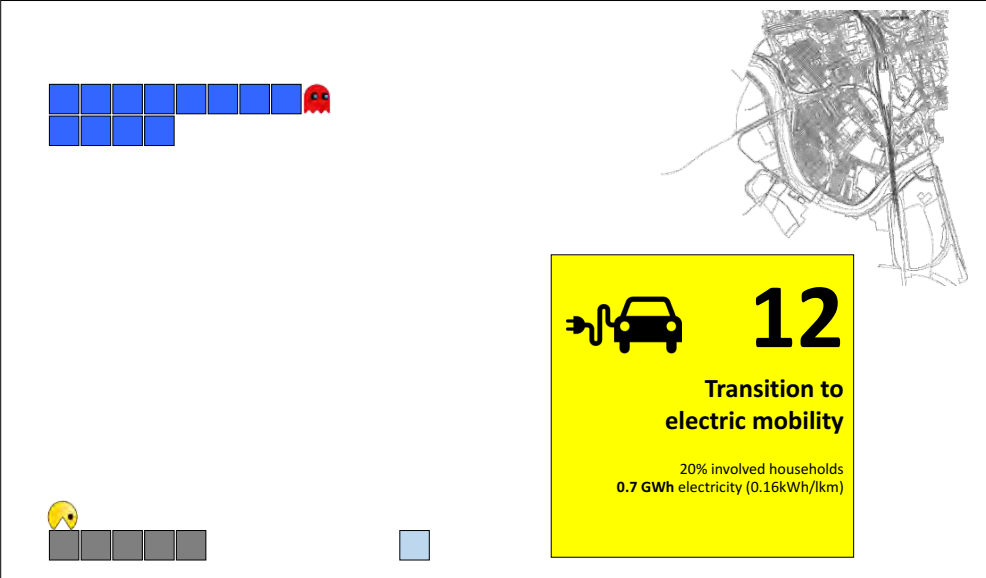 12
Transition to
electric mobility
20% involved households
0.7 GWh electricity (0.16kWh/lkm)